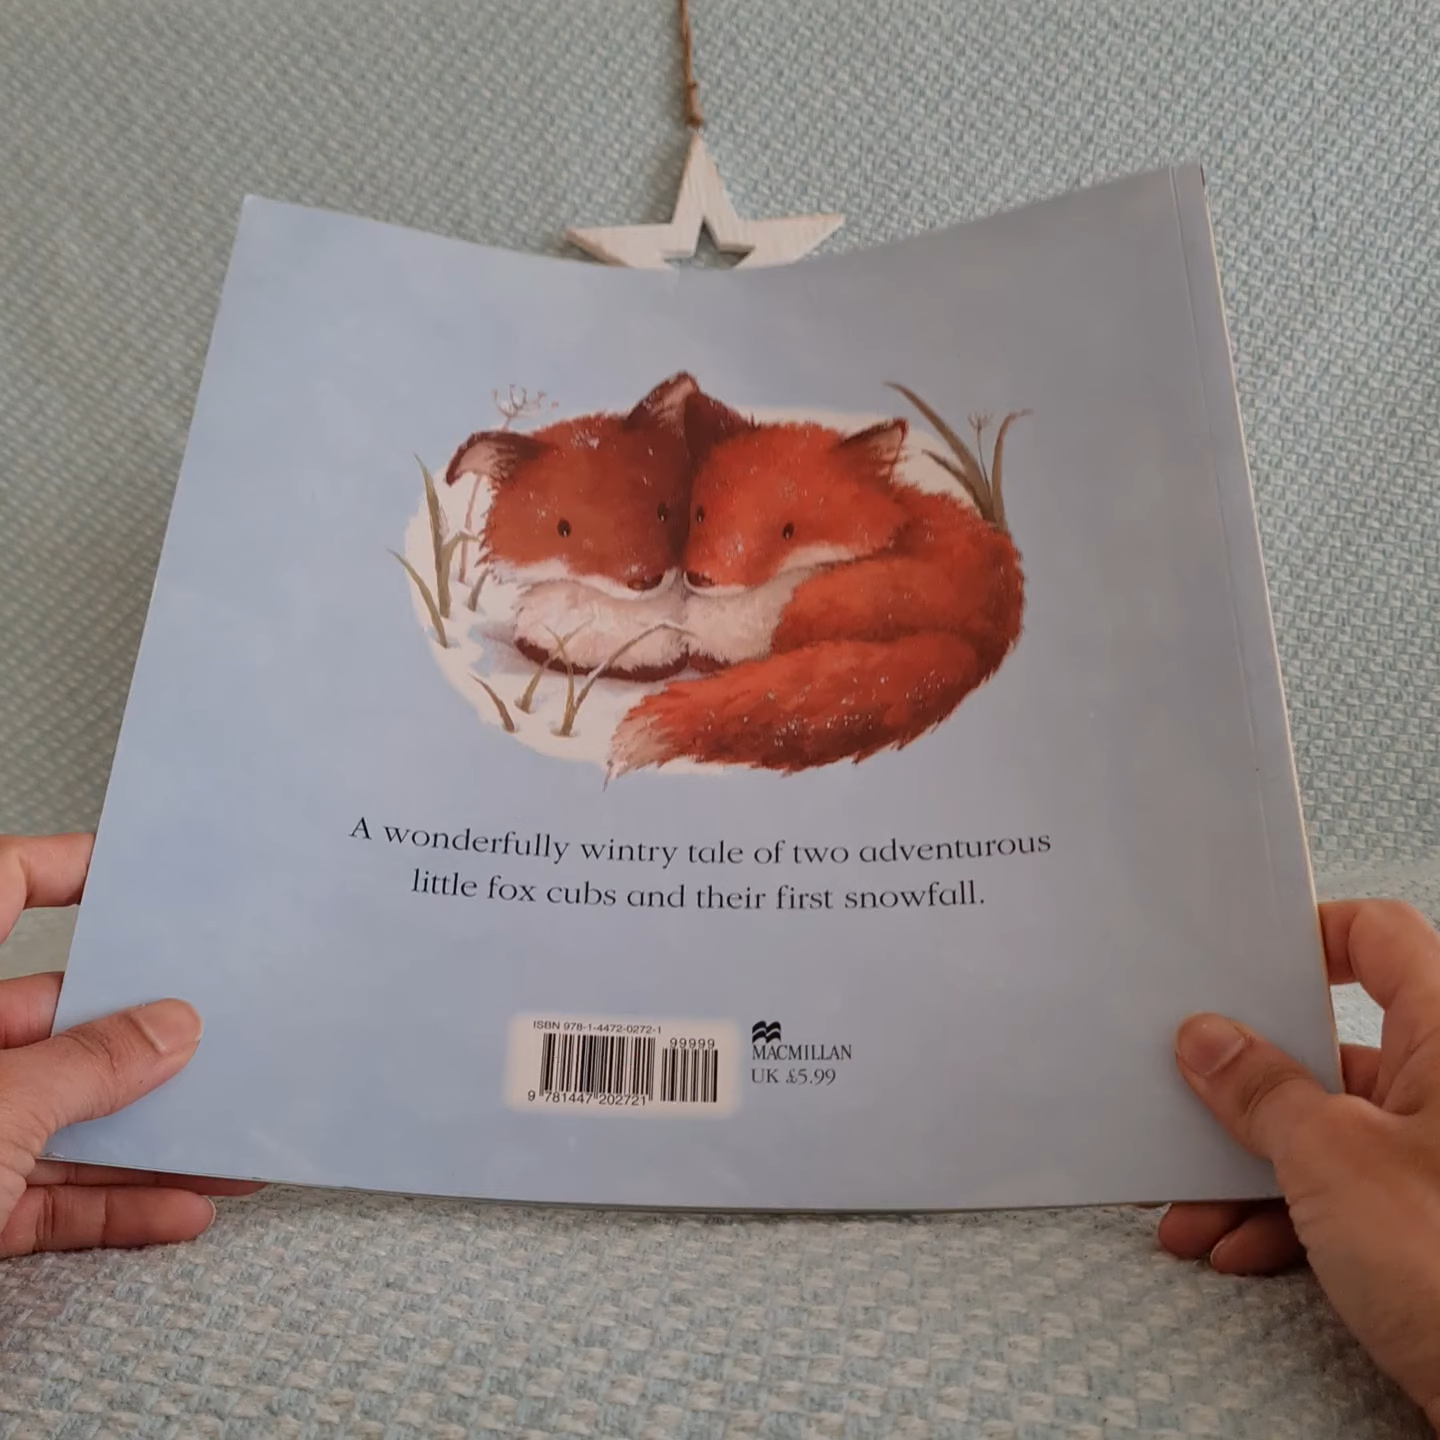 A wonderfully wintry tale of two adventurous
little fox cubs and their first snowfall.
ISBN 978-1-4472-0272-1
99999
9 781447 202721
MACMILLAN
UK £5.99